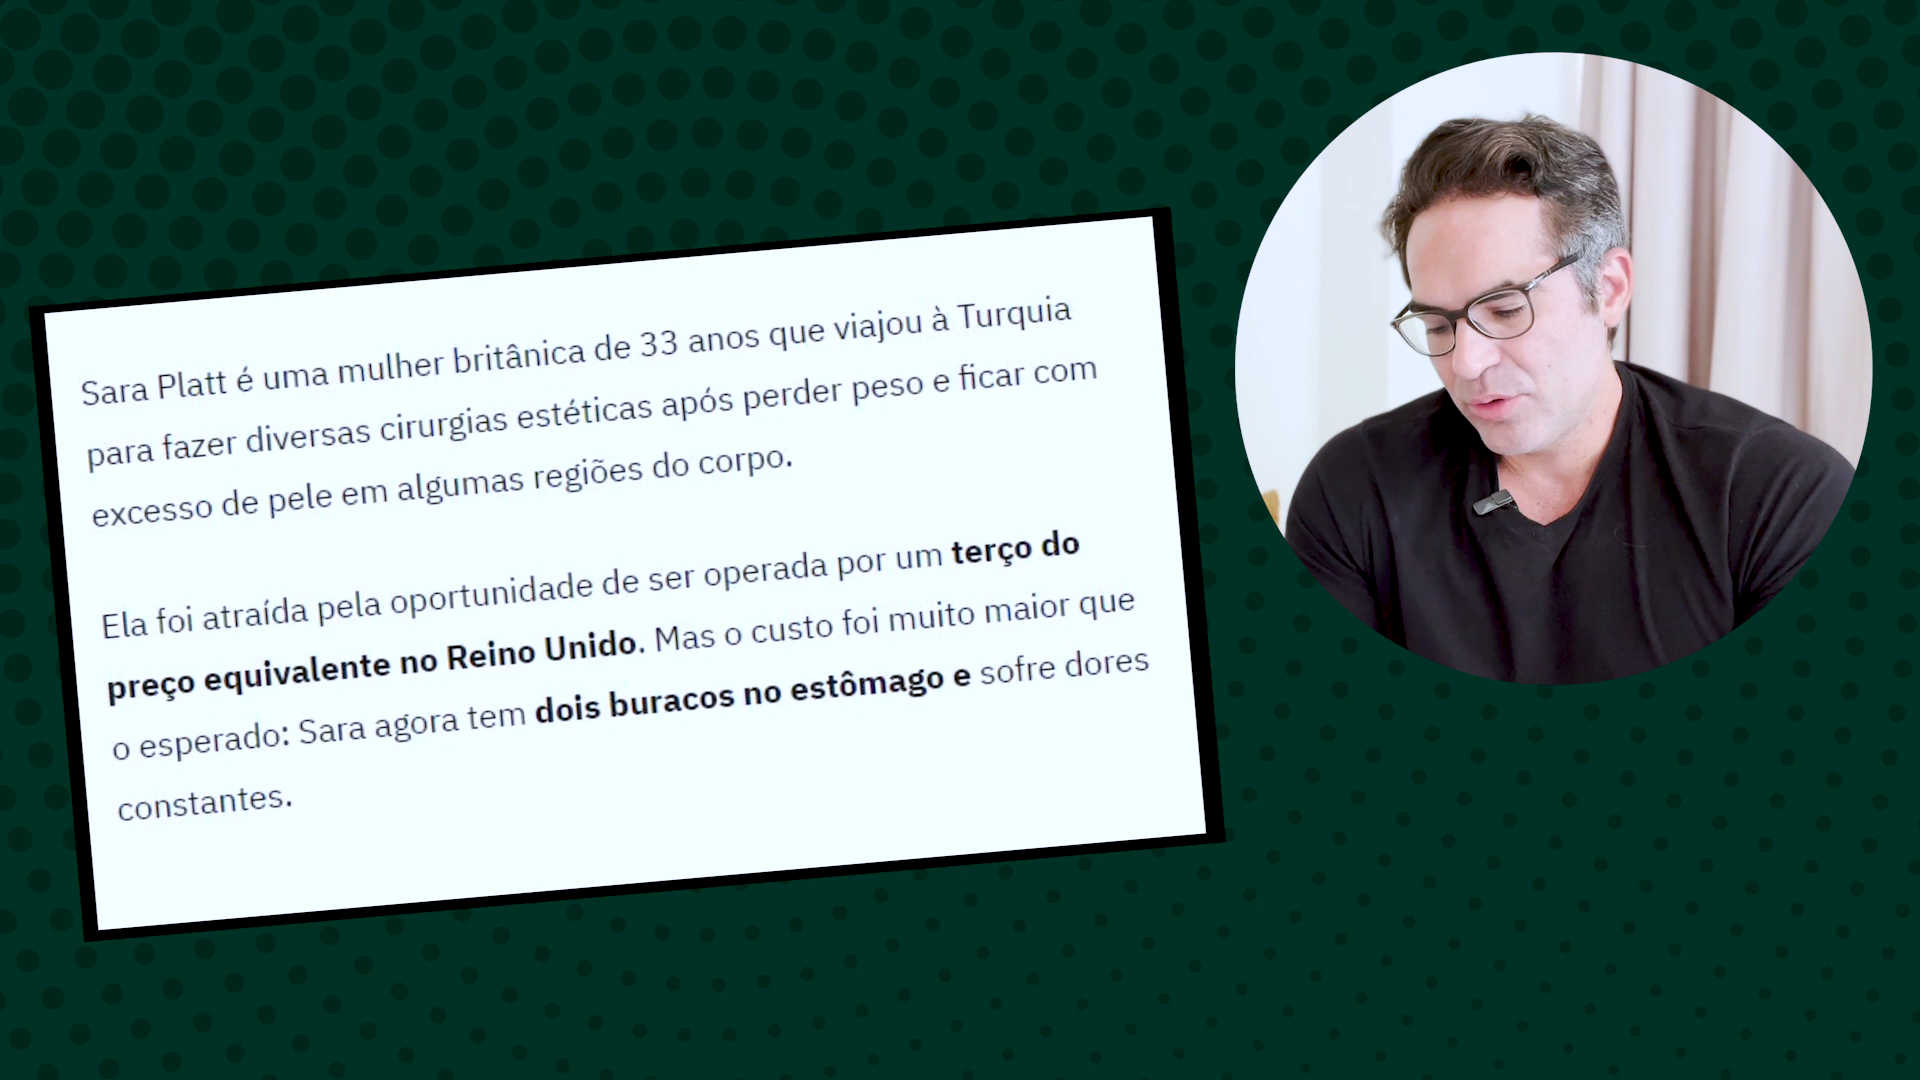 Sara Platt é uma mulher britânica de 33 anos que viajou à Turquia
para fazer diversas cirurgias estéticas após perder peso e ficar com
excesso de pele em algumas regiões do corpo.
Ela foi atraída pela oportunidade de ser operada por um terço do
preço equivalente no Reino Unido. Mas o custo foi muito maior que
o esperado: Sara agora tem dois buracos no estômago e sofre dores
constantes.